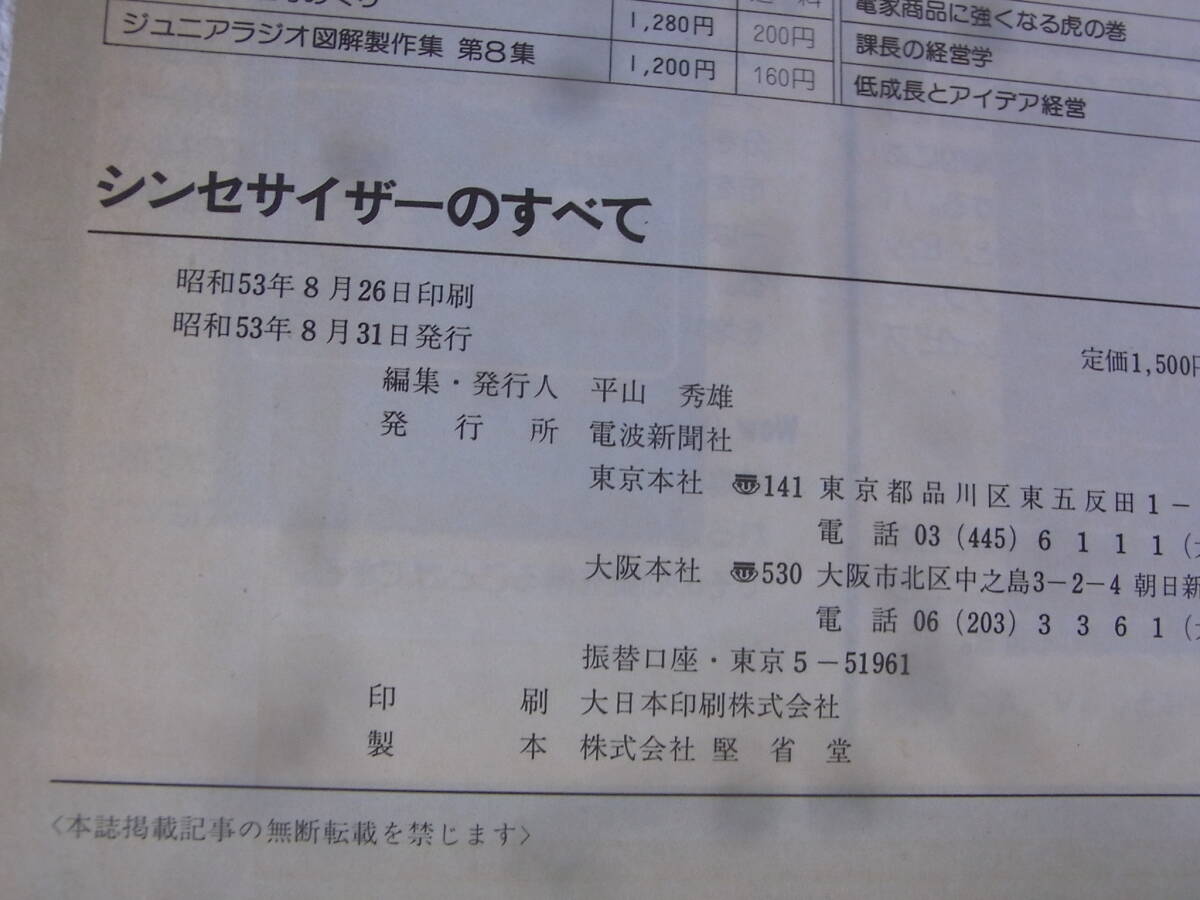 1,280円
ジュニアラジオ図解製作集 第8集 1,200円 160円
200円
電家商品に強くなる虎の巻
課長の経営学
低成長とアイデア経営
シンセサイザーのすべて
昭和53年8月26日印刷
昭和53年8月31日発行
定価1,500円
編集・発行人 平山 秀雄
発行所 電波新聞社
東京本社 〠141 東京都品川区東五反田1-
電話 03 (445) 6111 (
大阪本社 〠530 大阪市北区中之島3-2-4 朝日新
電話 06 (203) 3361 (
振替口座・東京5-51961
印刷 大日本印刷株式会社
製本 株式会社 堅省堂
〈本誌掲載記事の無断転載を禁じます〉